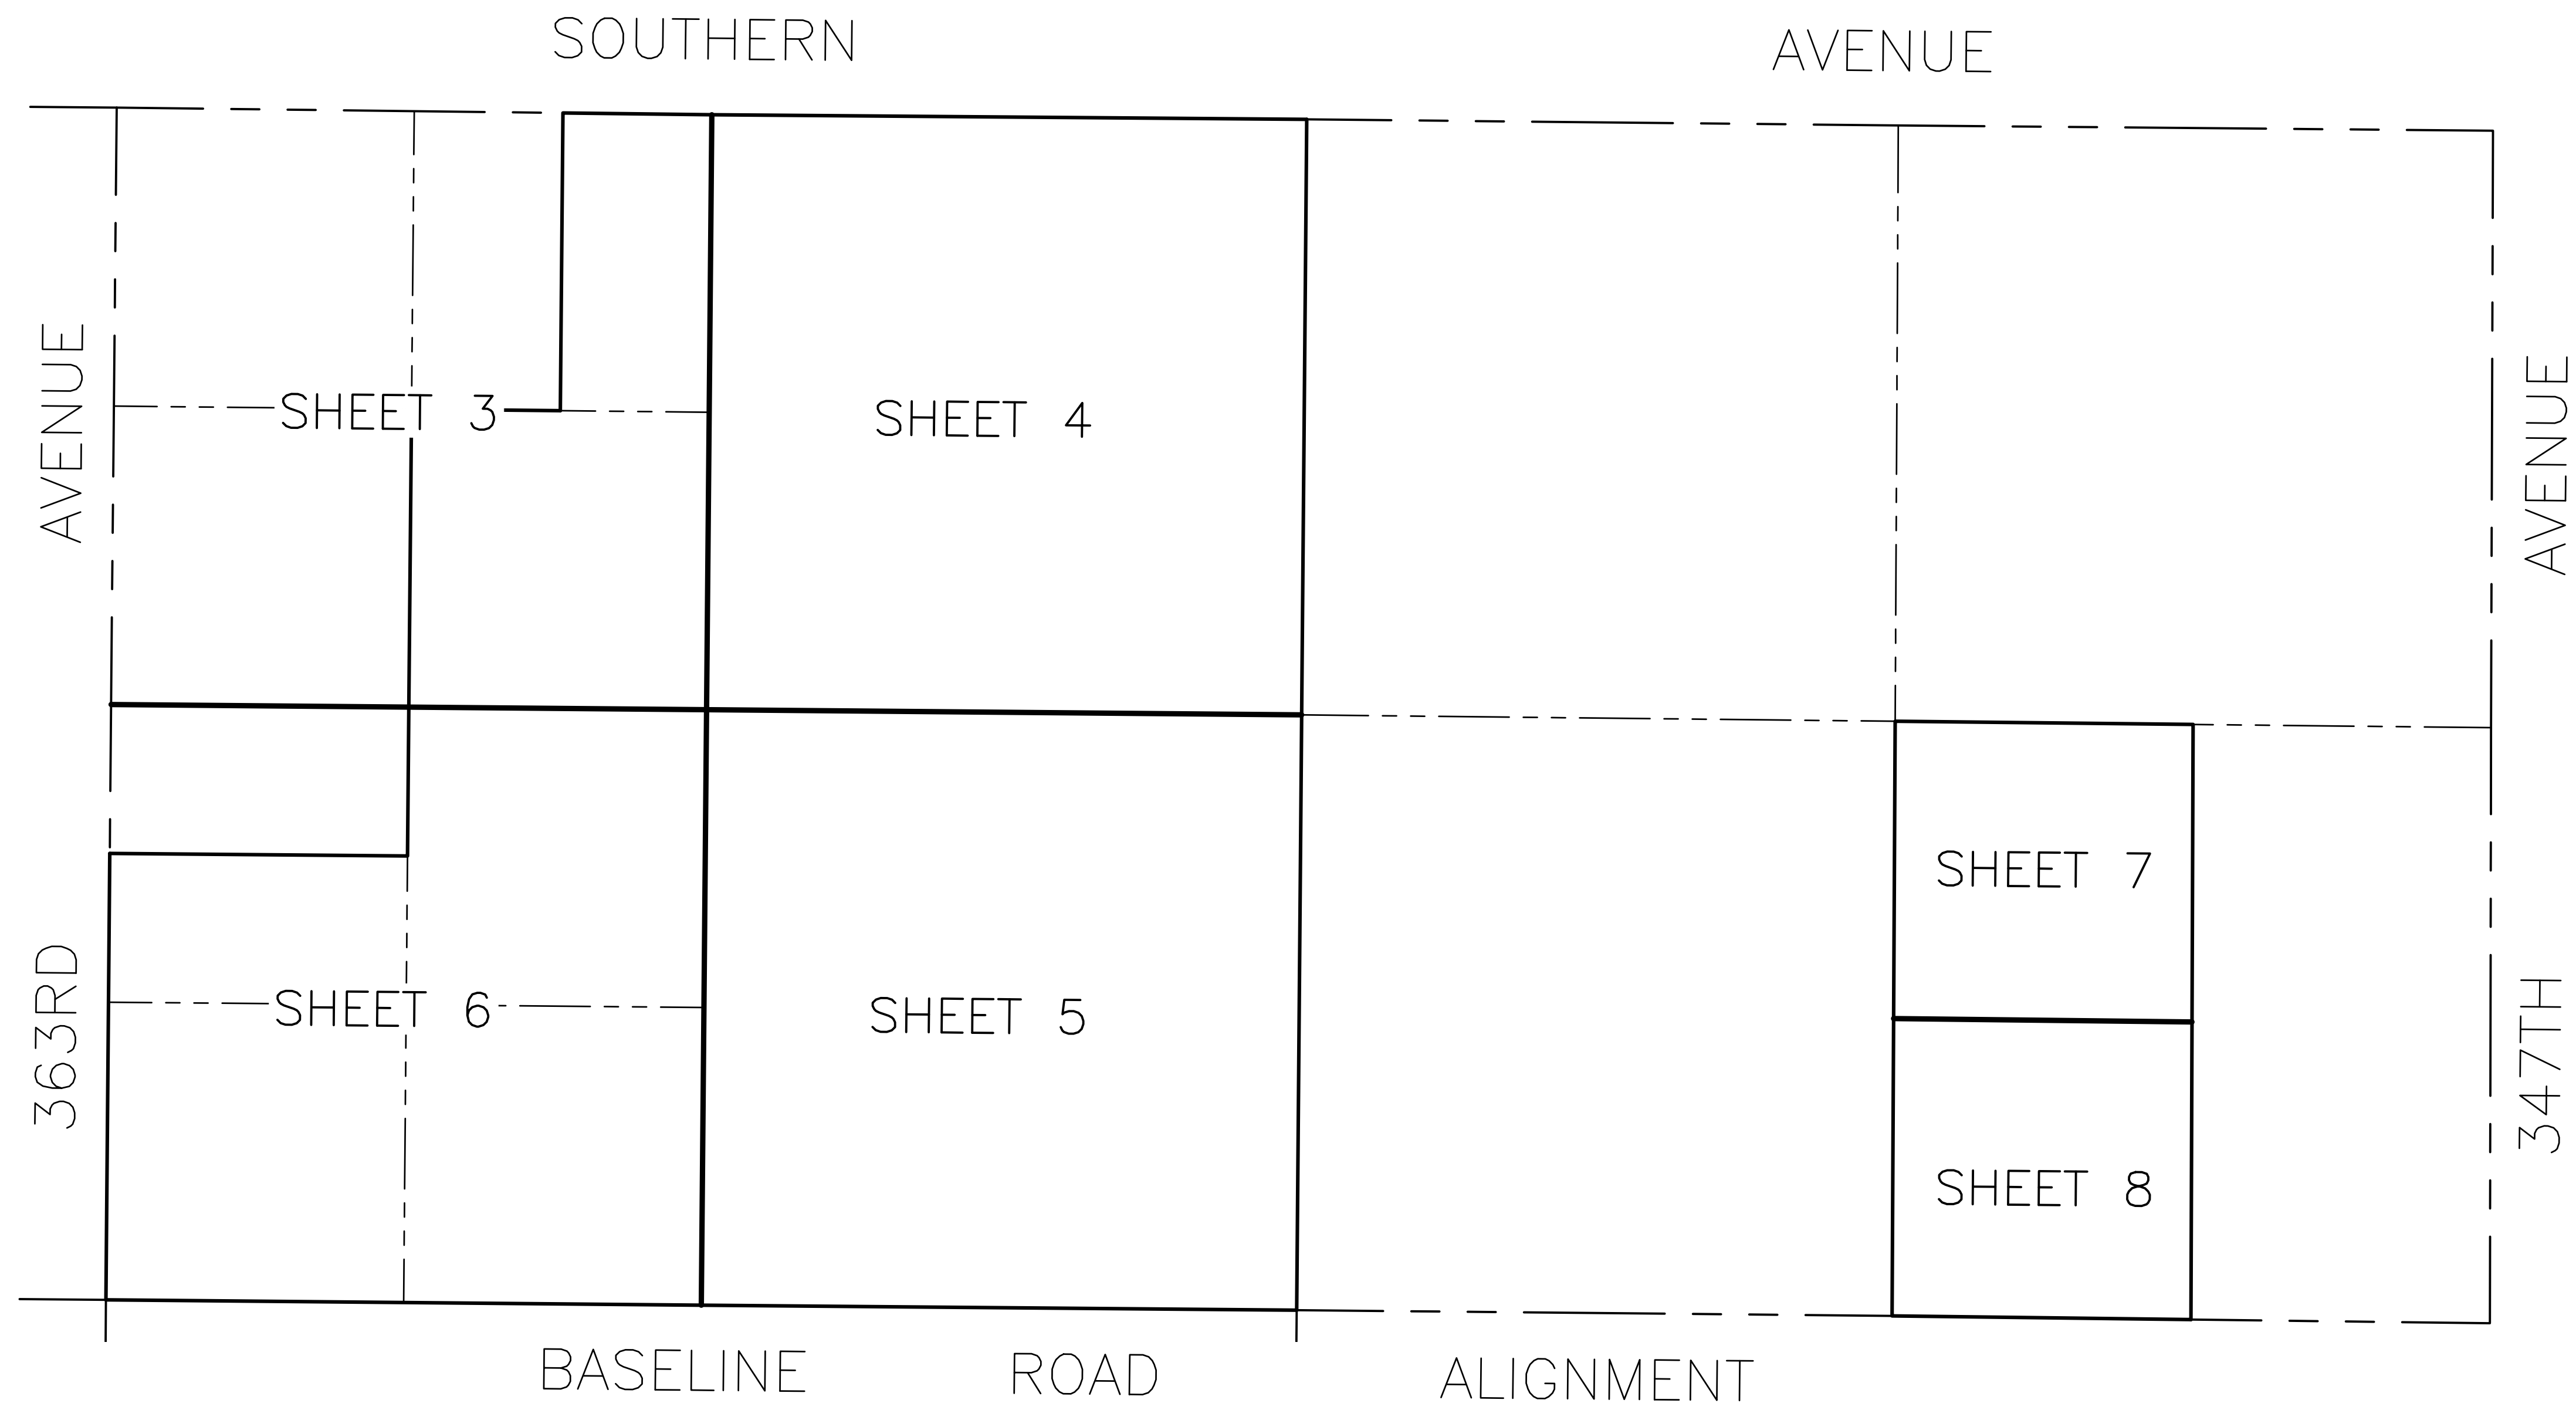 SOUTHERN AVENUE
363RD AVENUE
SHEET 3
SHEET 4
347TH AVENUE
SHEET 7
SHEET 6
SHEET 5
SHEET 8
BASELINE ROAD ALIGNMENT